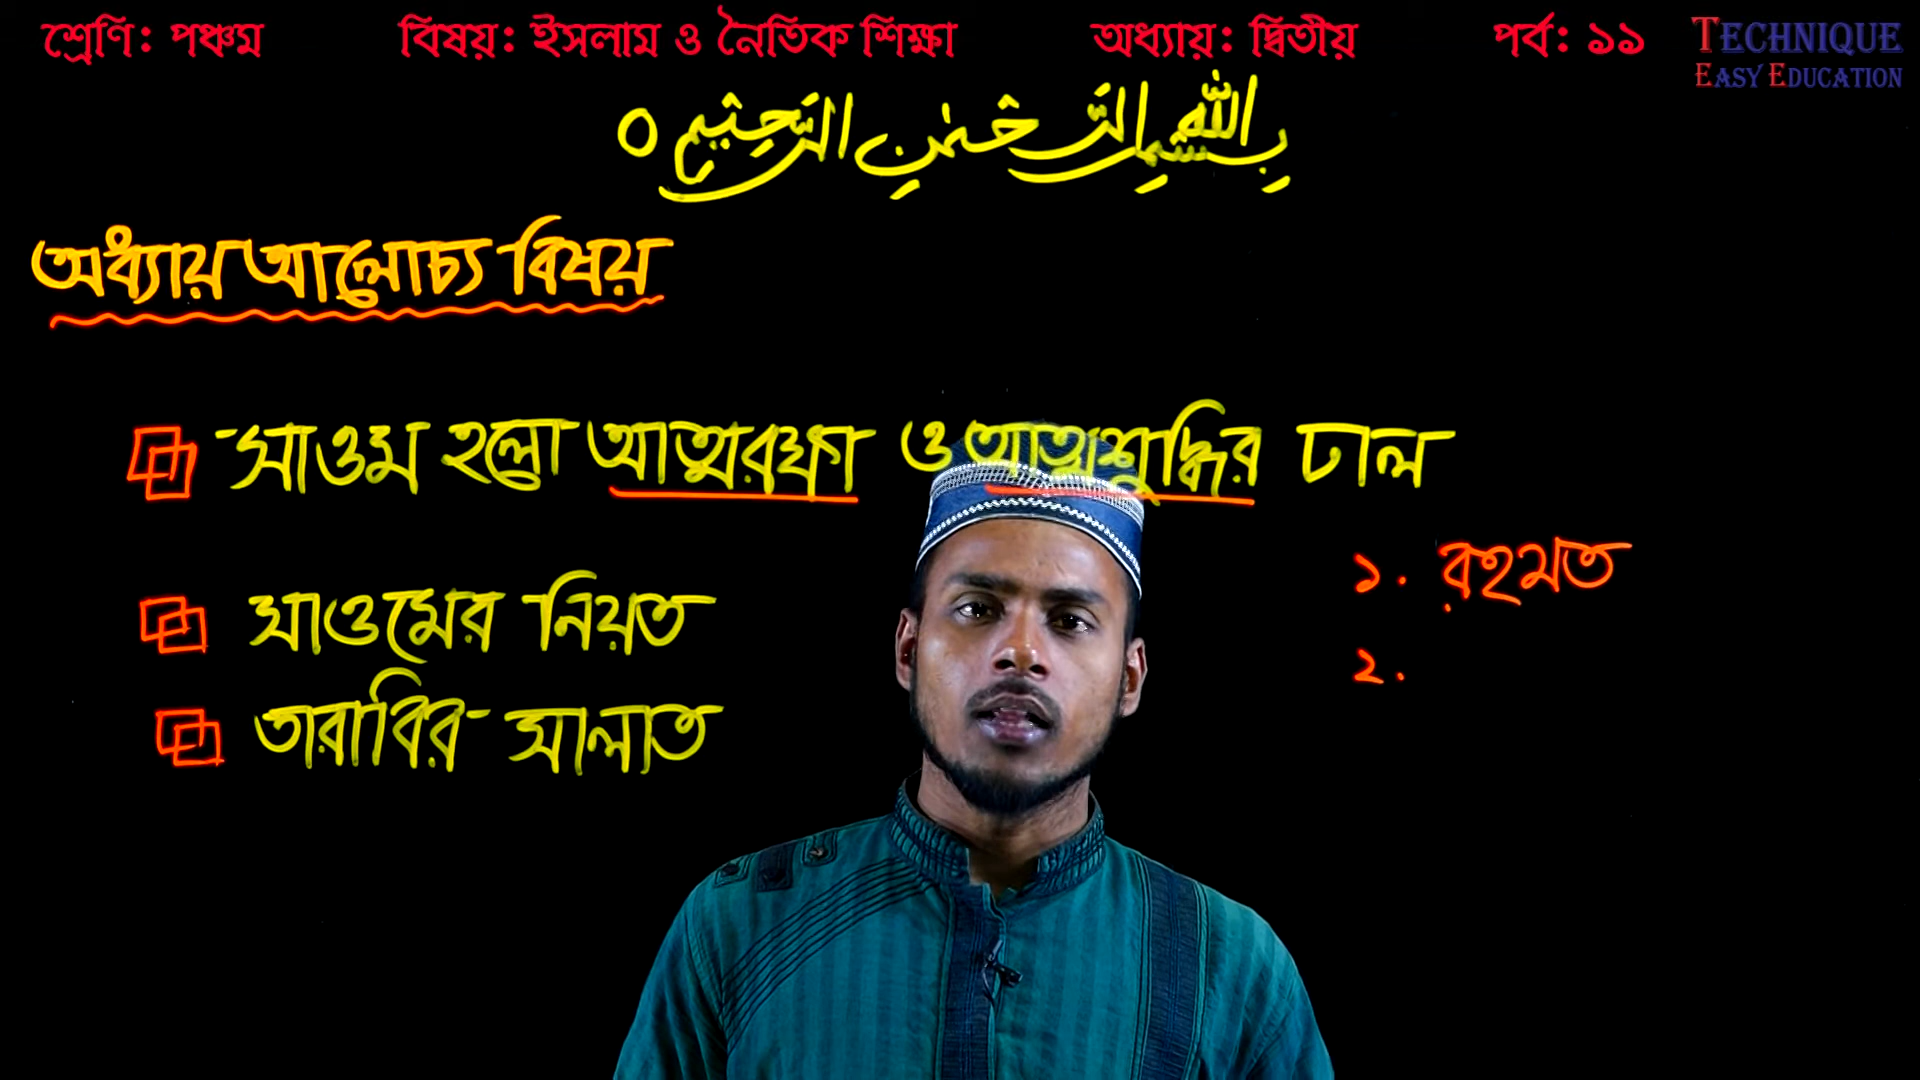 শ্রেণি: পঞ্চম বিষয়: ইসলাম ও নৈতিক শিক্ষা অধ্যায়: দ্বিতীয় পর্ব: ১১ TECHNIQUE
EASY EDUCATION
بِسْمِ اللّٰهِ الرَّحْمٰنِ الرَّحِيْمِ ০
অধ্যায় আলোচ্য বিষয়
সাওম হলো আত্মরক্ষা ও আত্মশুদ্ধির ঢাল
১. রহমত
সাওমের নিয়ত
২.
তারাবির সালাত